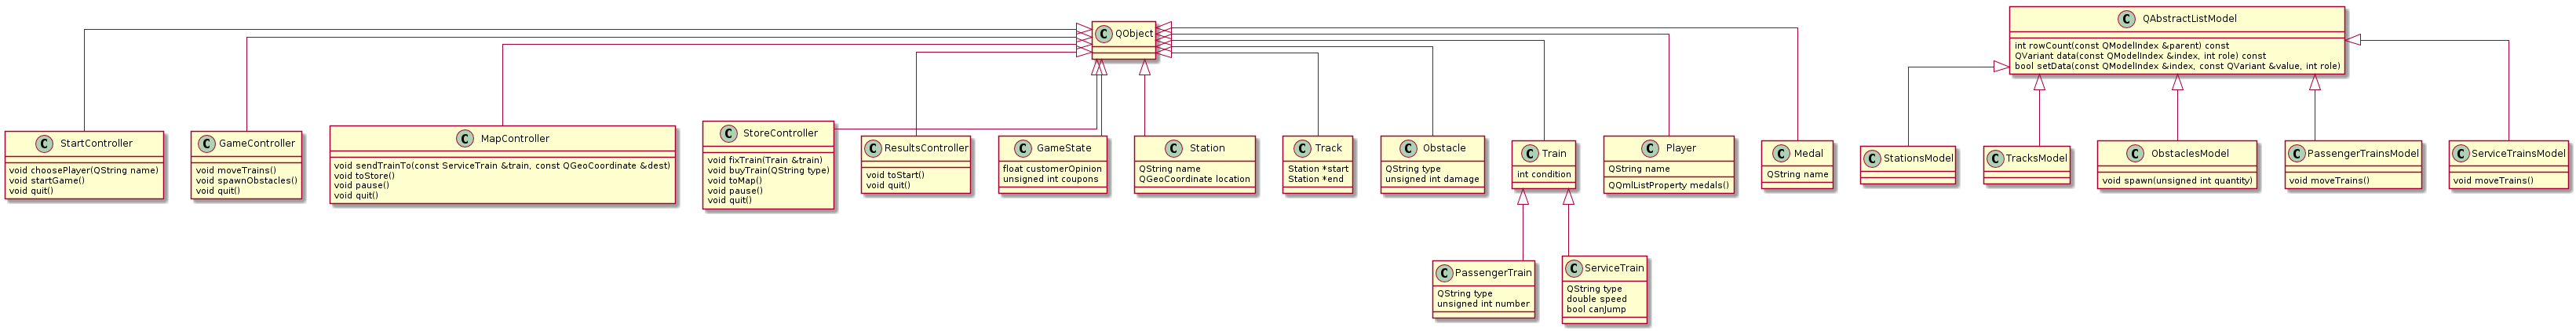 C QObject
C QAbstractListModel
int rowCount(const QModelIndex &parent) const
QVariant data(const QModelIndex &index, int role) const
bool setData(const QModelIndex &index, const QVariant &value, int role)
C StartController
void choosePlayer(QString name)
void startGame()
void quit()
C GameController
void moveTrains()
void spawnObstacles()
void quit()
C MapController
void sendTrainTo(const ServiceTrain &train, const QGeoCoordinate &dest)
void toStore()
void pause()
void quit()
C StoreController
void fixTrain(Train &train)
void buyTrain(QString type)
void toMap()
void pause()
void quit()
C ResultsController
void toStart()
void quit()
C GameState
float customerOpinion
unsigned int coupons
C Station
QString name
QGeoCoordinate location
C Track
Station *start
Station *end
C Obstacle
QString type
unsigned int damage
C Train
int condition
C Player
QString name
QQmlListProperty medals()
C Medal
QString name
C StationsModel
C TracksModel
C ObstaclesModel
void spawn(unsigned int quantity)
C PassengerTrainsModel
void moveTrains()
C ServiceTrainsModel
void moveTrains()
C PassengerTrain
QString type
unsigned int number
C ServiceTrain
QString type
double speed
bool canJump